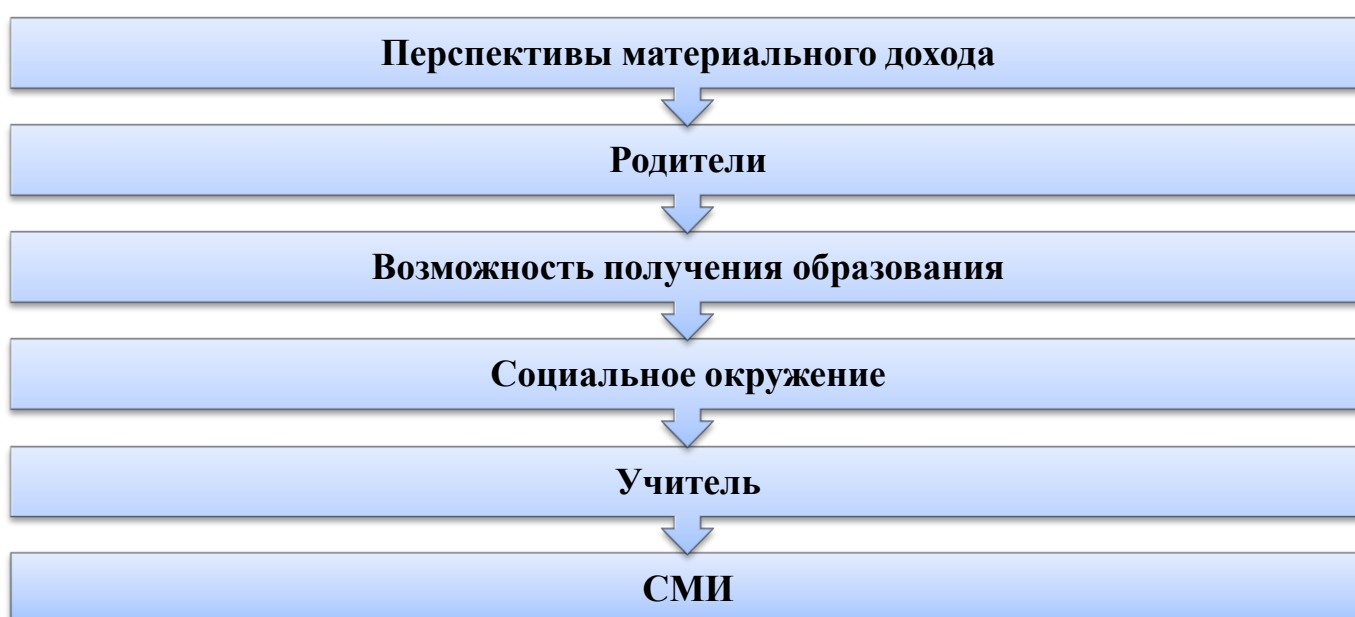 Перспективы материального дохода
Родители
Возможность получения образования
Социальное окружение
Учитель
СМИ